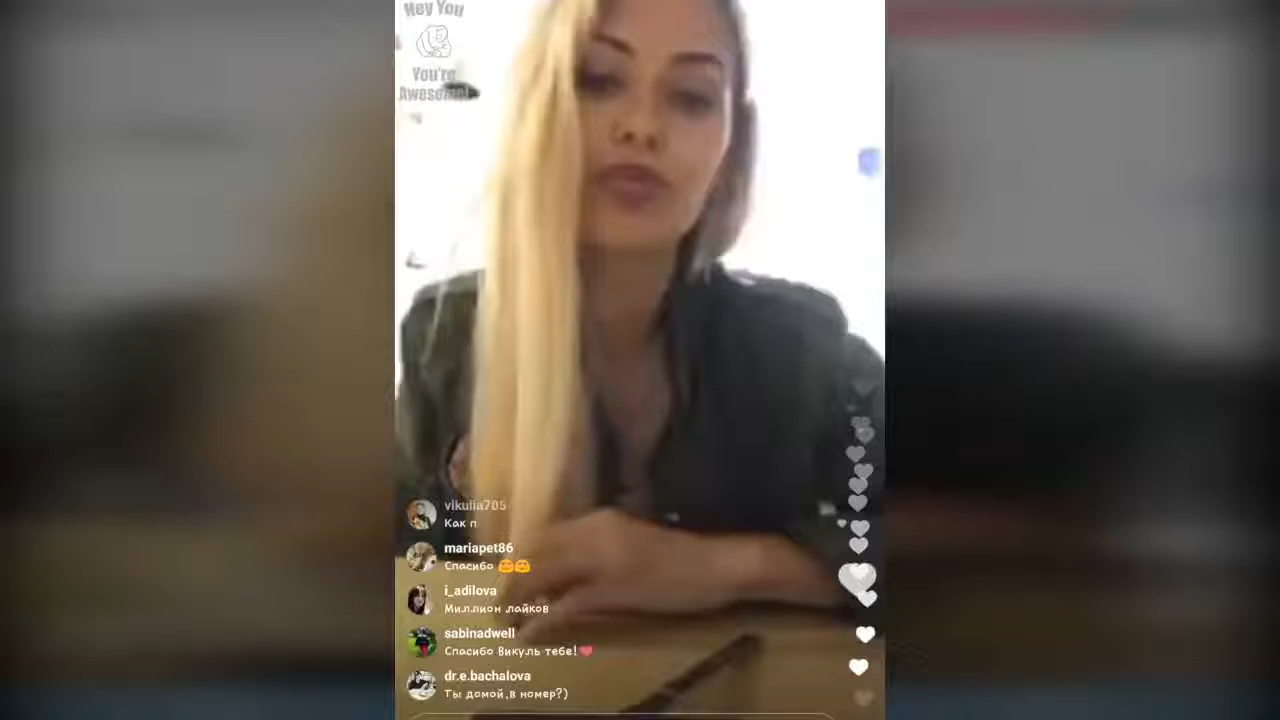 Hey You
You're
Awesome!
vikulia705
Как п
mariapet86
Спасибо 😍😍
i_adilova
Миллион лайков
sabinadwell
Спасибо Викуль тебе!❤
dr.e.bachalova
Ты домой,в номер?)